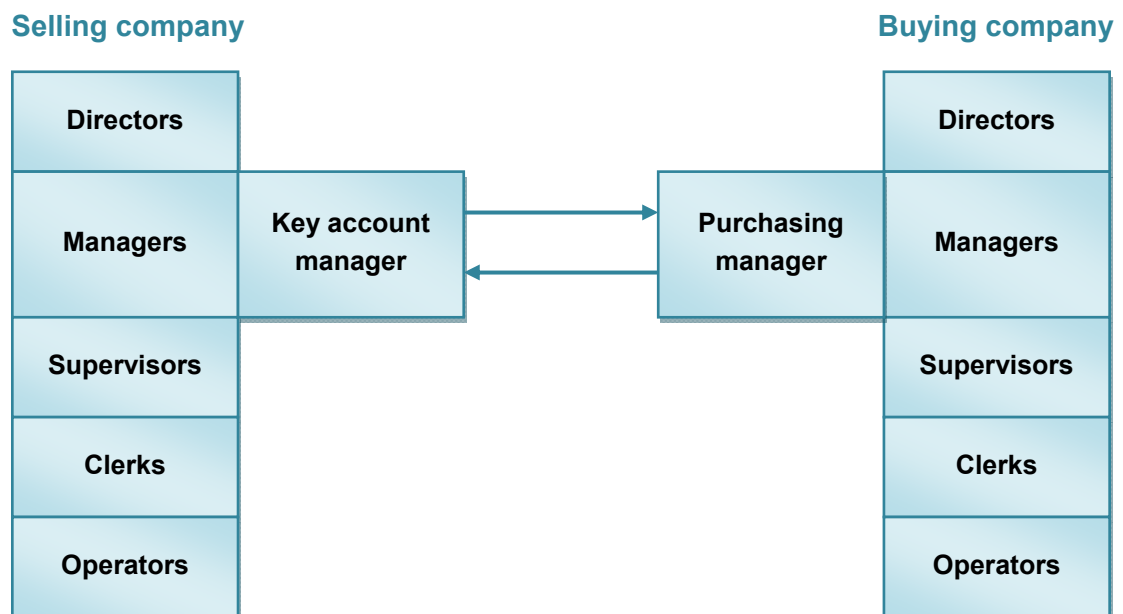 Selling company
Buying company
Directors
Directors
Managers
Key account
manager
Purchasing
manager
Managers
Supervisors
Supervisors
Clerks
Clerks
Operators
Operators